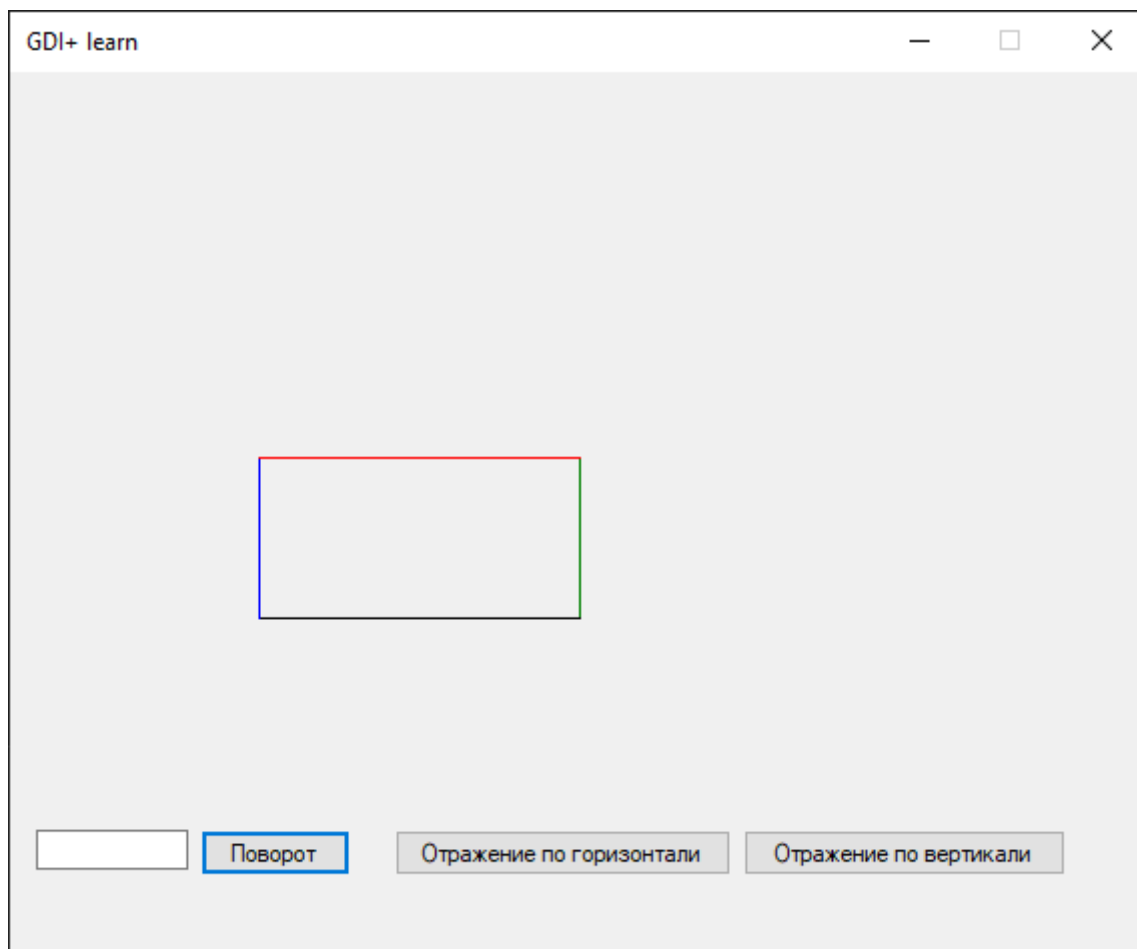 GDI+ learn
Поворот
Отражение по горизонтали
Отражение по вертикали